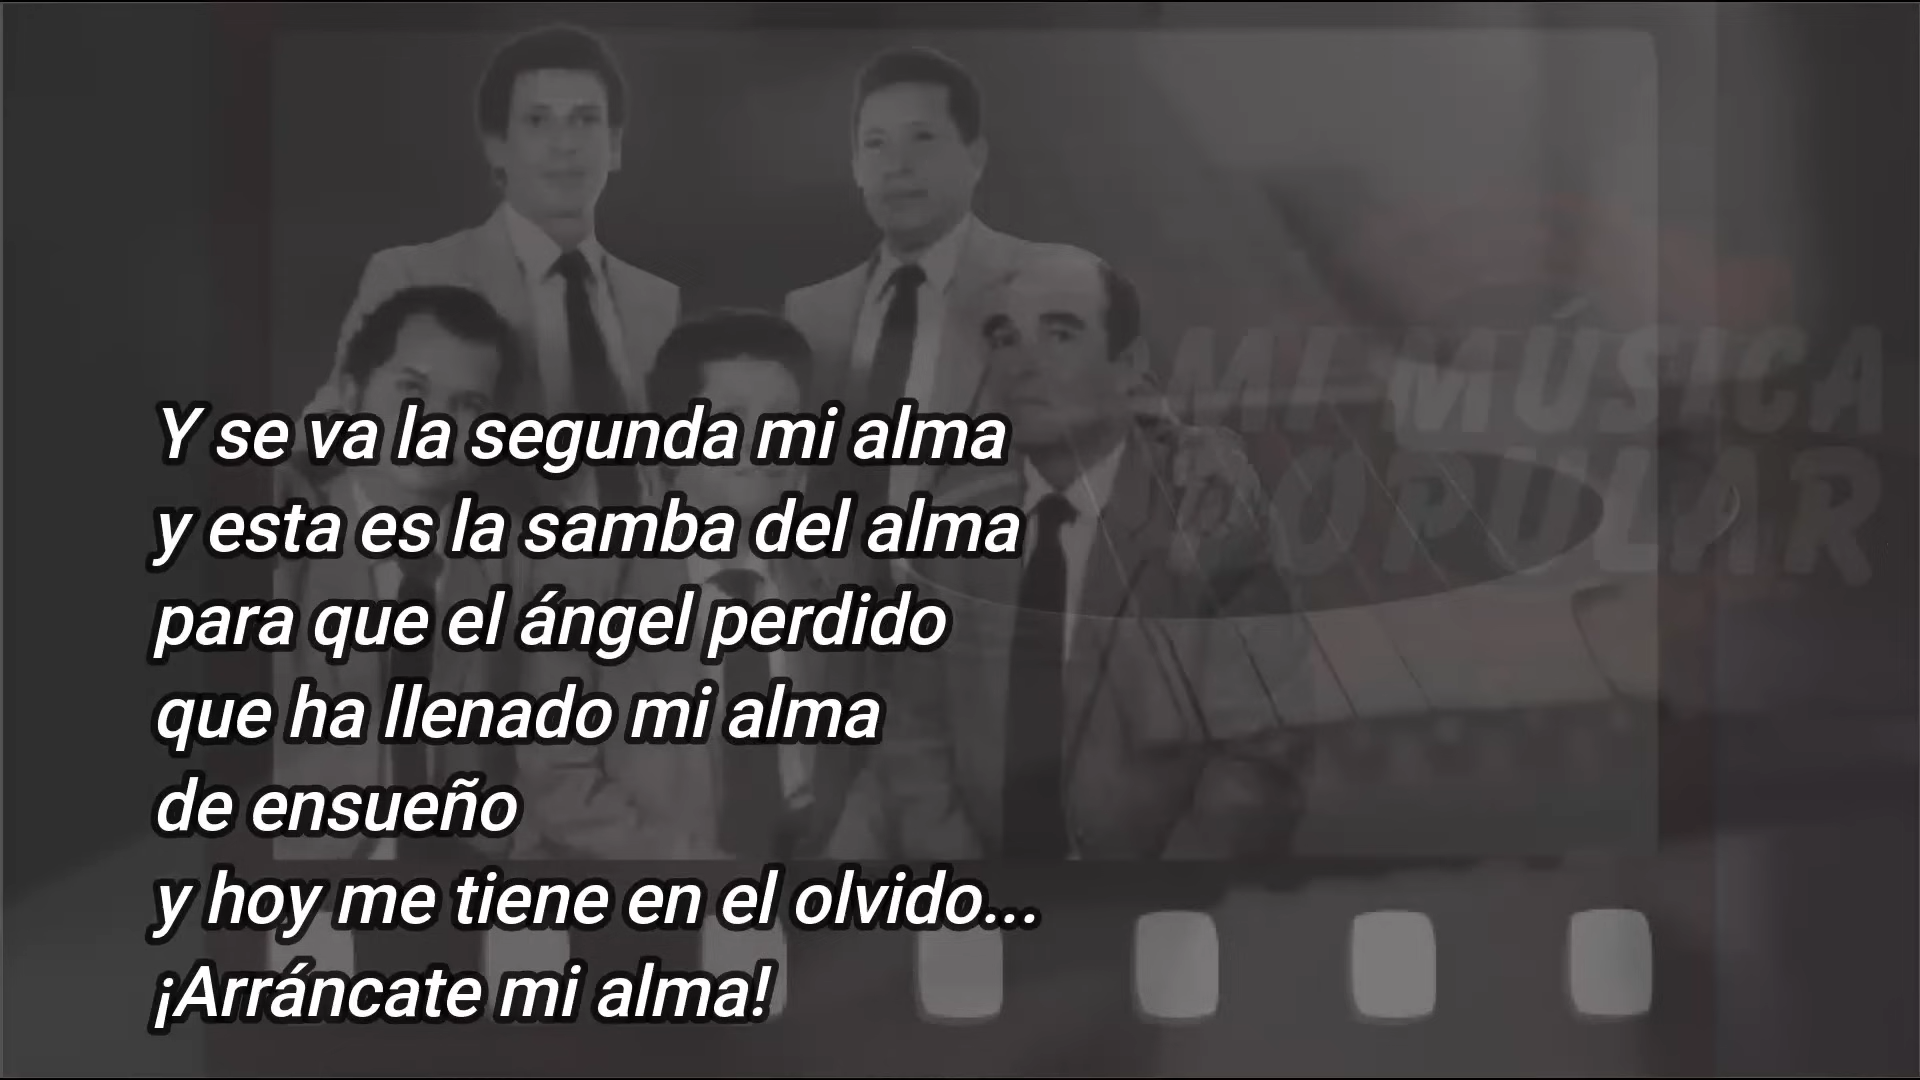 Y se va la segunda mi alma
y esta es la samba del alma
para que el ángel perdido
que ha llenado mi alma
de ensueño
y hoy me tiene en el olvido...
¡Arráncate mi alma!
MI MÚSICA
POPULAR